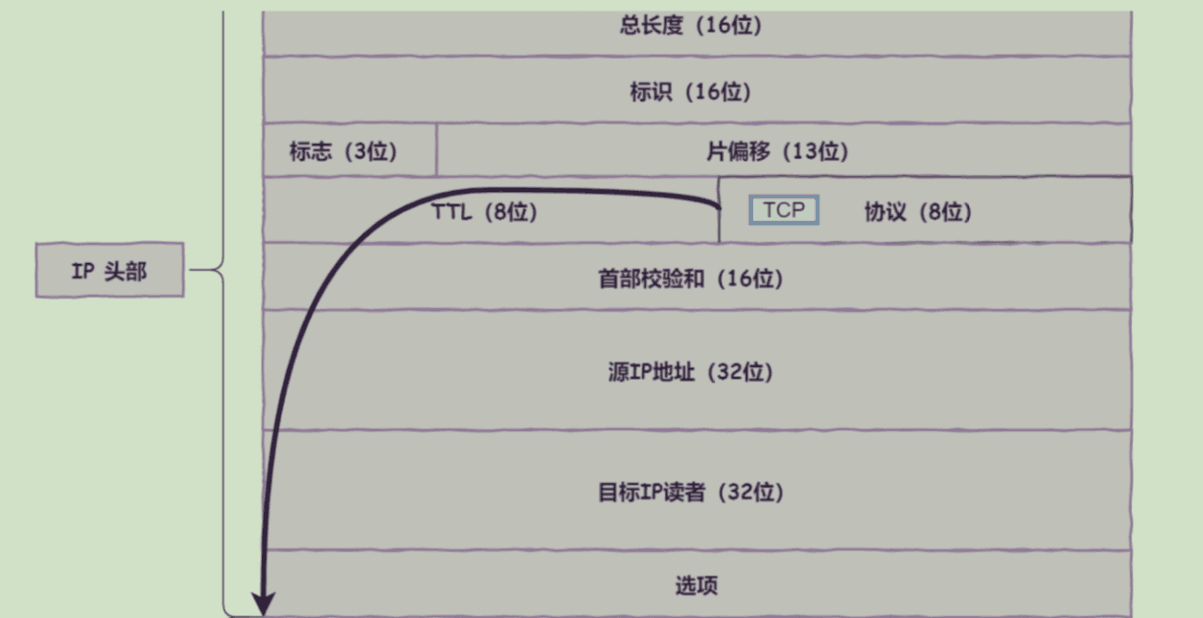 总长度（16位）
标识（16位）
标志（3位）
片偏移（13位）
TTL（8位）
TCP
协议（8位）
IP 头部
首部校验和（16位）
源IP地址（32位）
目标IP读者（32位）
选项